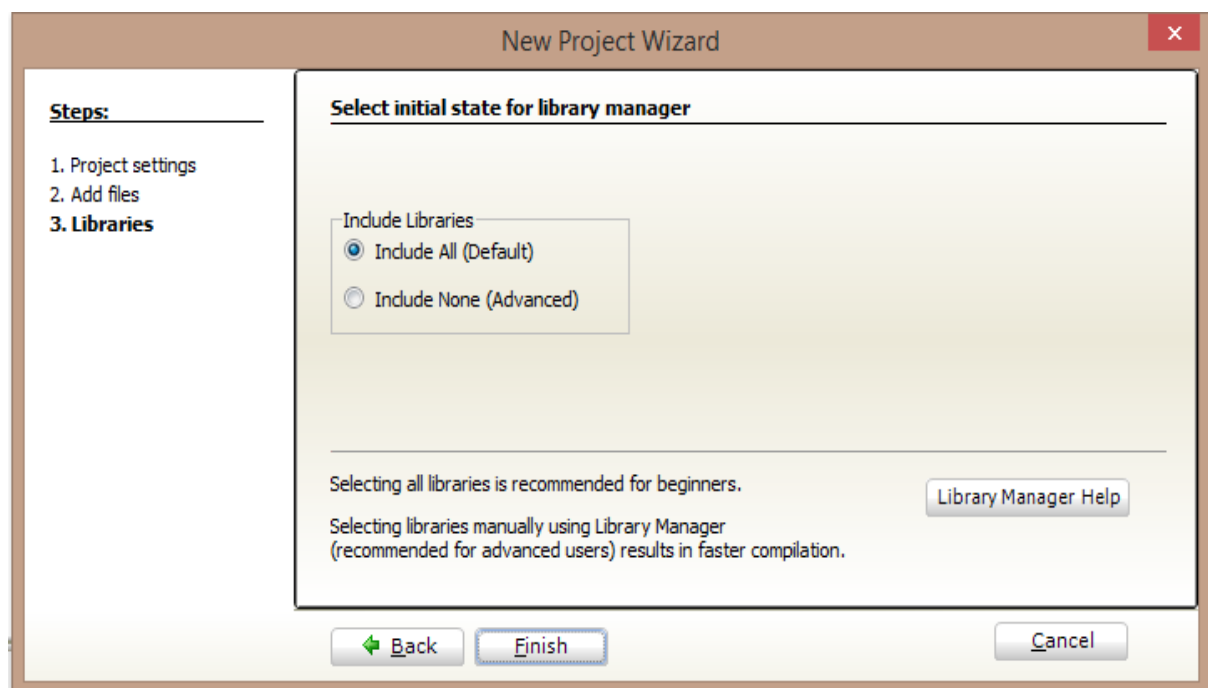 New Project Wizard
x
Steps:
1. Project settings
2. Add files
3. Libraries
Select initial state for library manager
Include Libraries
Include All (Default)
Include None (Advanced)
Selecting all libraries is recommended for beginners.
Selecting libraries manually using Library Manager
(recommended for advanced users) results in faster compilation.
Library Manager Help
Back
Finish
Cancel